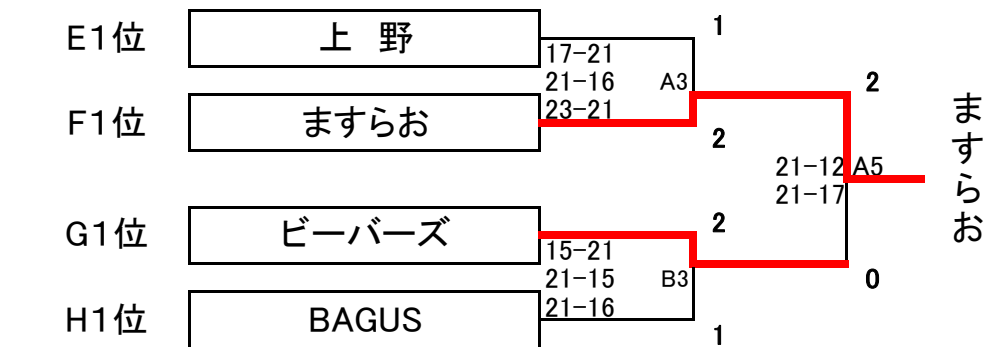 E1位 上　野 1
17-21
21-16 A3 2
F1位 ますらお 23-21
2
21-12 A5 ますらお
21-17
G1位 ビーバーズ 2
15-21
21-15 B3 0
H1位 BAGUS 21-16
1